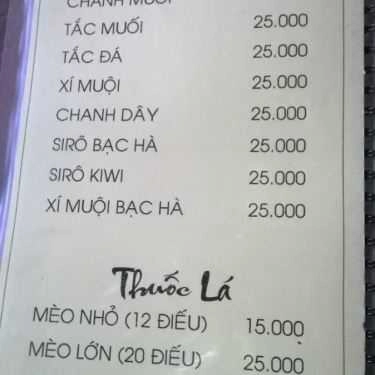 CHANH MUỐI
TẮC MUỐI 25.000
TẮC ĐÁ 25.000
XÍ MUỘI 25.000
CHANH DÂY 25.000
SIRÔ BẠC HÀ 25.000
SIRÔ KIWI 25.000
XÍ MUỘI BẠC HÀ 25.000
Thuốc Lá
MÈO NHỎ (12 ĐIẾU) 15.000
MÈO LỚN (20 ĐIẾU) 25.000